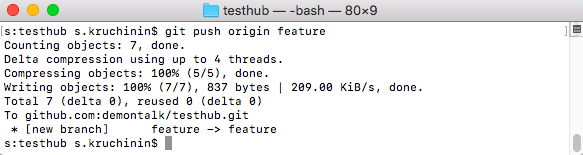 testhub — -bash — 80×9
[s:testhub s.kruchinin$ git push origin feature ]
Counting objects: 7, done.
Delta compression using up to 4 threads.
Compressing objects: 100% (5/5), done.
Writing objects: 100% (7/7), 837 bytes | 209.00 KiB/s, done.
Total 7 (delta 0), reused 0 (delta 0)
To github.com:demontalk/testhub.git
 * [new branch]      feature -> feature
s:testhub s.kruchinin$